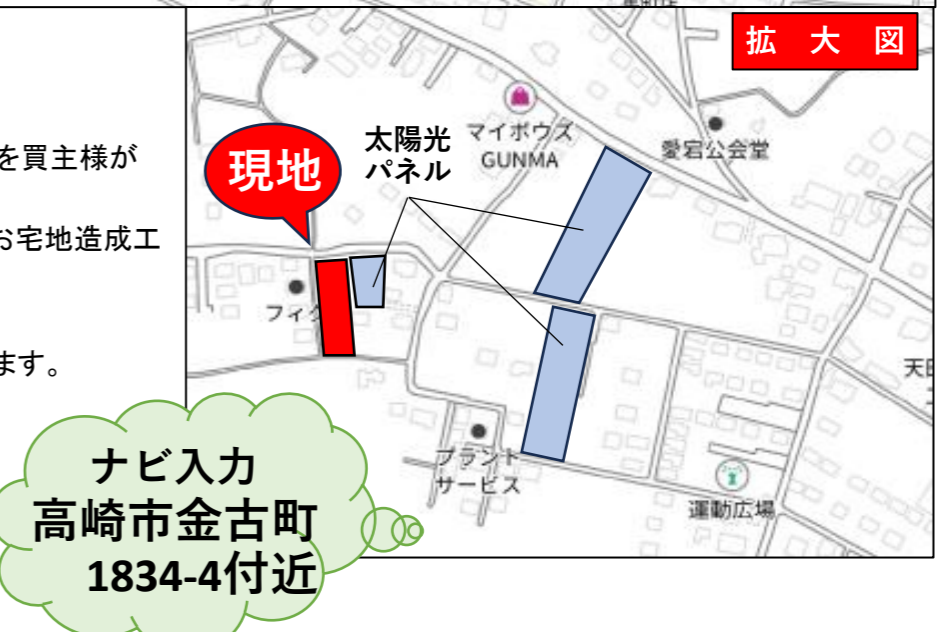 拡 大 図
を買主様が
お宅地造成工
ます。
現地
太陽光
パネル
マイボウズ
GUNMA
愛宕公会堂
フィ
プラント
サービス
運動広場
天
ナビ入力
高崎市金古町
1834-4付近